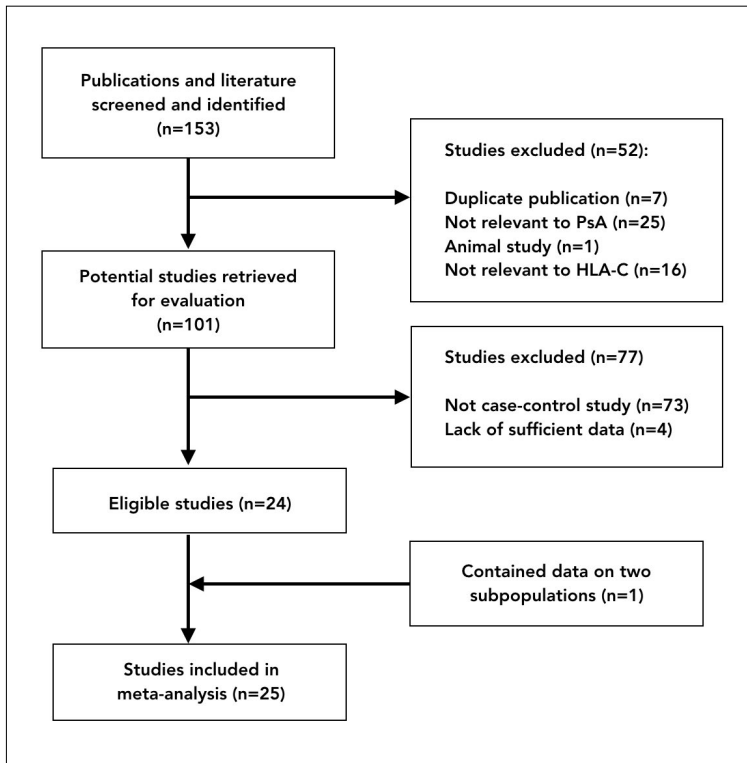 Publications and literature
screened and identified
(n=153)
Studies excluded (n=52):
Duplicate publication (n=7)
Not relevant to PsA (n=25)
Animal study (n=1)
Not relevant to HLA-C (n=16)
Potential studies retrieved
for evaluation
(n=101)
Studies excluded (n=77)
Not case-control study (n=73)
Lack of sufficient data (n=4)
Eligible studies (n=24)
Contained data on two
subpopulations (n=1)
Studies included in
meta-analysis (n=25)